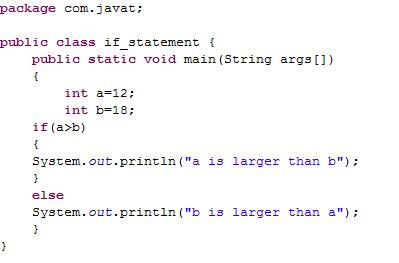 package com.javat;
public class if_statement {
public static void main(String args[])
{
int a=12;
int b=18;
if(a>b)
{
System.out.println("a is larger than b");
}
else
System.out.println("b is larger than a");
}
}